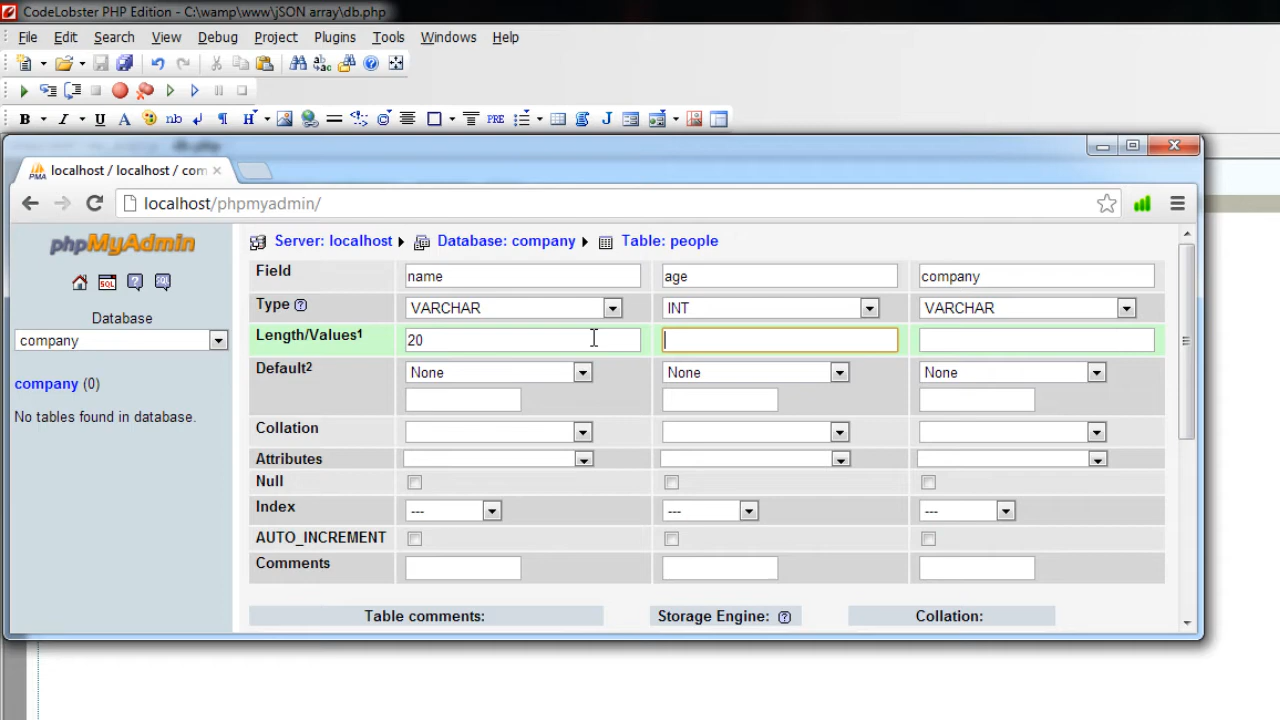 CodeLobster PHP Edition - C:\wamp\www\jSON array\db.php
File Edit Search View Debug Project Plugins Tools Windows Help
B I U A nb ¶ H PRE J
localhost / localhost / com
localhost/phpmyadmin/
phpMyAdmin
SQL
Database
company
company (0)
No tables found in database.
Server: localhost Database: company Table: people
Field name age company
Type VARCHAR INT VARCHAR
Length/Values1 20
Default2 None None None
Collation
Attributes
Null
Index --- --- ---
AUTO_INCREMENT
Comments
Table comments: Storage Engine: Collation: